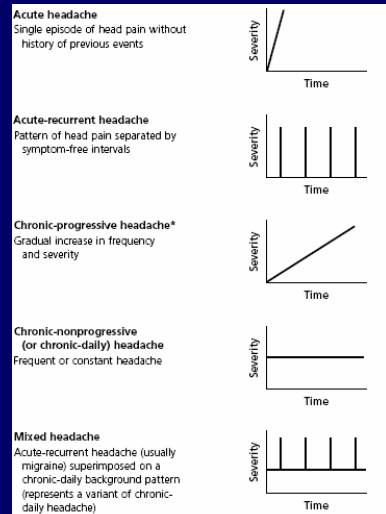 Acute headache
Single episode of head pain without
history of previous events
Severity
Time
Acute-recurrent headache
Pattern of head pain separated by
symptom-free intervals
Severity
Time
Chronic-progressive headache*
Gradual increase in frequency
and severity
Severity
Time
Chronic-nonprogressive
(or chronic-daily) headache
Frequent or constant headache
Severity
Time
Mixed headache
Acute-recurrent headache (usually
migraine) superimposed on a
chronic-daily background pattern
(represents a variant of chronic-
daily headache)
Severity
Time